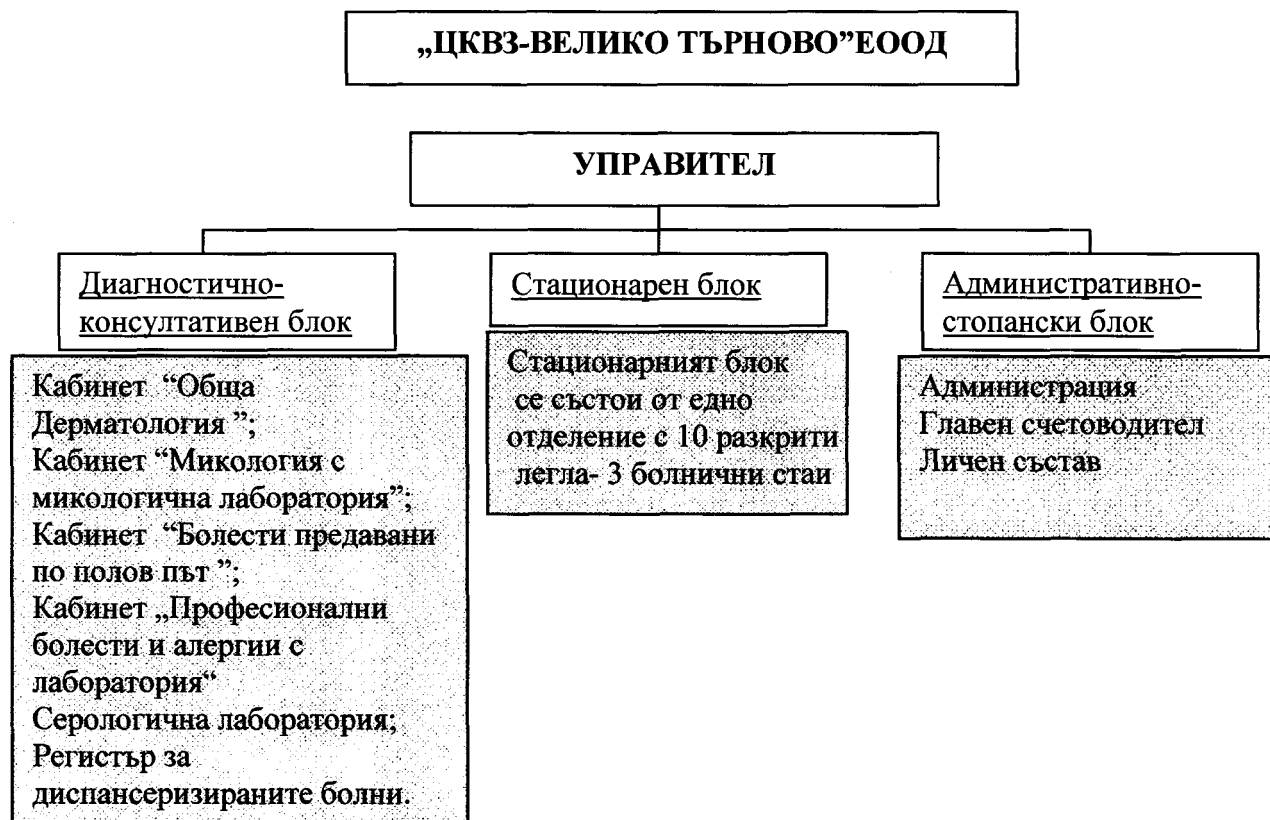 „ЦКВЗ-ВЕЛИКО ТЪРНОВО”ЕООД
УПРАВИТЕЛ
Диагностично-
консултативен блок
Кабинет “Обща
Дерматология ”;
Кабинет “Микология с
микологична лаборатория”;
Кабинет “Болести предавани
по полов път ”;
Кабинет „Професионални
болести и алергии с
лаборатория“
Серологична лаборатория;
Регистър за
диспансеризираните болни.
Стационарен блок
Стационарният блок
се състои от едно
отделение с 10 разкрити
легла- 3 болнични стаи
Административно-
стопански блок
Администрация
Главен счетоводител
Личен състав